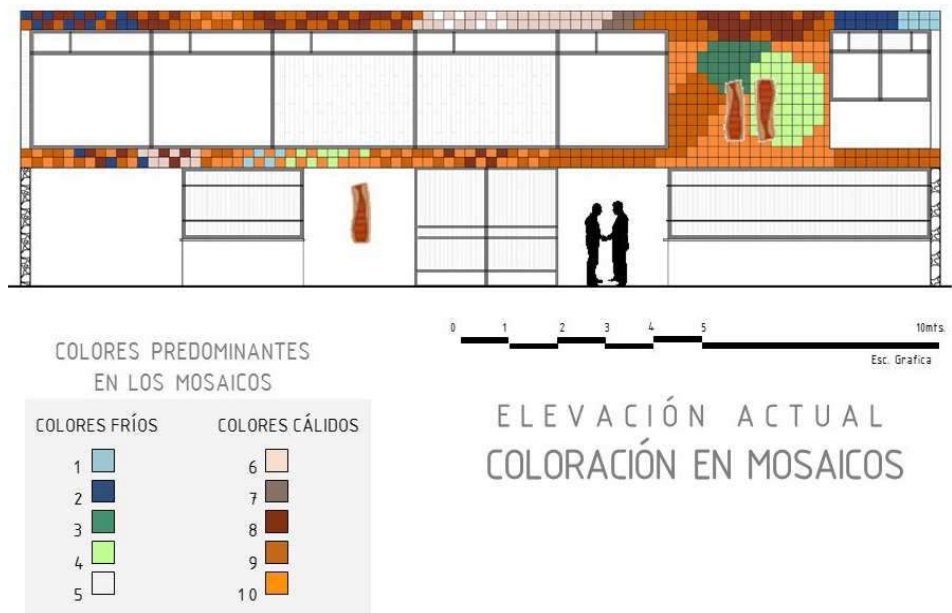 0 1 2 3 4 5 10mts.
Esc. Grafica
COLORES PREDOMINANTES
EN LOS MOSAICOS
COLORES FRÍOS
1
2
3
4
5
COLORES CÁLIDOS
6
7
8
9
10
ELEVACIÓN ACTUAL
COLORACIÓN EN MOSAICOS